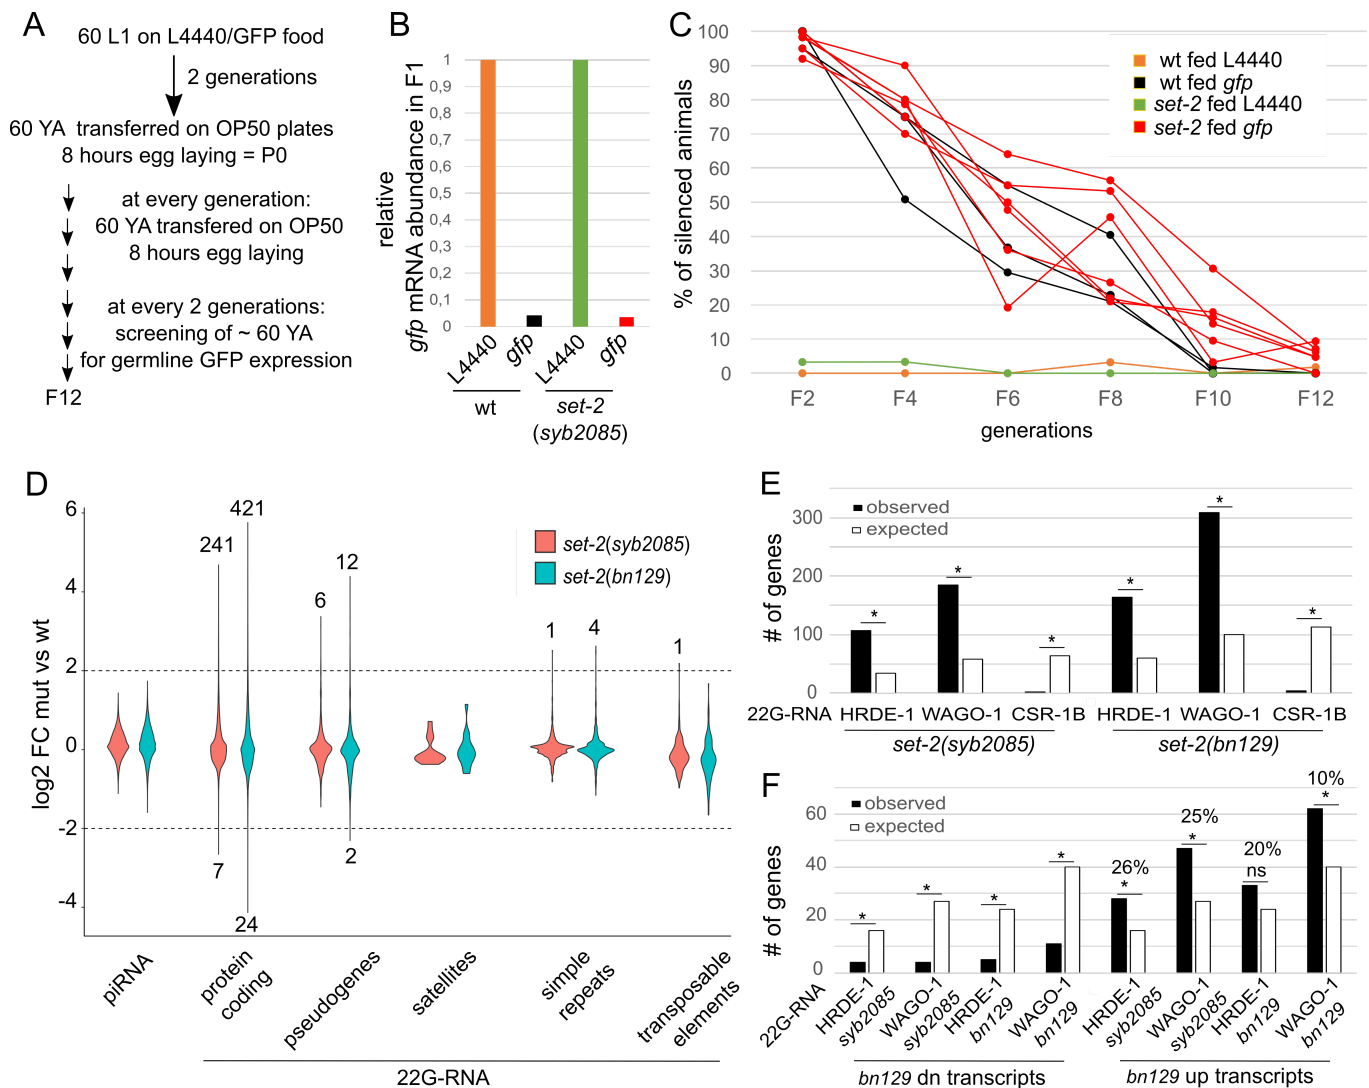 A
60 L1 on L4440/GFP food
2 generations
60 YA transferred on OP50 plates
8 hours egg laying = P0
at every generation:
60 YA transfered on OP50
8 hours egg laying
at every 2 generations:
screening of ~ 60 YA
for germline GFP expression
F12
B
relative
gfp mRNA abundance in F1
1
0,9
0,8
0,7
0,6
0,5
0,4
0,3
0,2
0,1
0
L4440
gfp
L4440
gfp
wt
set-2
(syb2085)
C
% of silenced animals
100
90
80
70
60
50
40
30
20
10
0
wt fed L4440
wt fed gfp
set-2 fed L4440
set-2 fed gfp
F2
F4
F6
F8
F10
F12
generations
D
log2 FC mut vs wt
6
4
2
0
-2
-4
241
421
6
12
1
4
1
7
24
2
set-2(syb2085)
set-2(bn129)
piRNA
protein
coding
pseudogenes
satellites
simple
repeats
transposable
elements
22G-RNA
E
# of genes
300
200
100
0
observed
expected
*
*
*
*
*
*
22G-RNA
HRDE-1
WAGO-1
CSR-1B
HRDE-1
WAGO-1
CSR-1B
set-2(syb2085)
set-2(bn129)
F
# of genes
60
40
20
0
observed
expected
*
*
*
*
26%
*
25%
*
20%
ns
10%
*
22G-RNA
HRDE-1
syb2085
WAGO-1
syb2085
HRDE-1
bn129
WAGO-1
bn129
HRDE-1
syb2085
WAGO-1
syb2085
HRDE-1
bn129
WAGO-1
bn129
bn129 dn transcripts
bn129 up transcripts